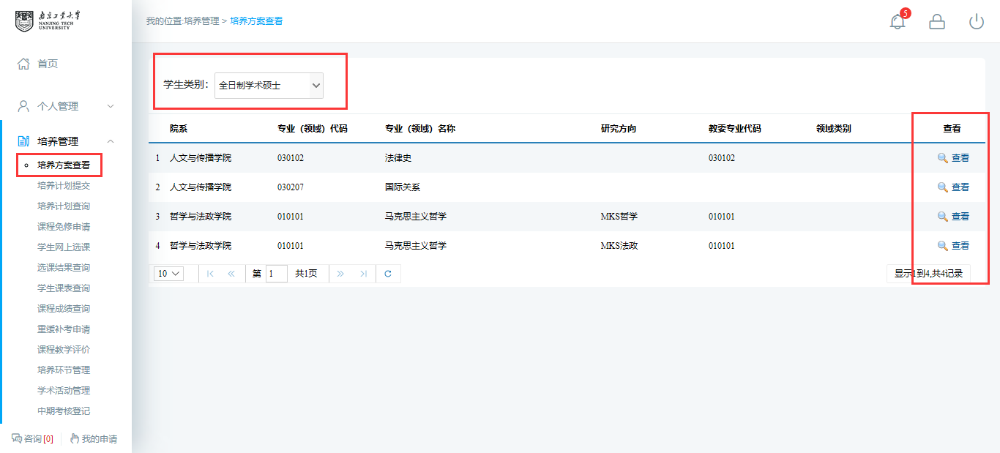 南京工业大学
NANJING TECH
UNIVERSITY
我的位置:培养管理 > 培养方案查看
5
首页
个人管理
培养管理
培养方案查看
培养计划提交
培养计划查询
课程免修申请
学生网上选课
选课结果查询
学生课表查询
课程成绩查询
重缓补考申请
课程教学评价
培养环节管理
学术活动管理
中期考核登记
咨询[0] 我的申请
学生类别： 全日制学术硕士
院系 专业（领域）代码 专业（领域）名称 研究方向 教委专业代码 领域类别 查看
1 人文与传播学院 030102 法律史 030102 查看
2 人文与传播学院 030207 国际关系 查看
3 哲学与法政学院 010101 马克思主义哲学 MKS哲学 010101 查看
4 哲学与法政学院 010101 马克思主义哲学 MKS法政 010101 查看
10 第 1 共1页 显示1到4,共4记录